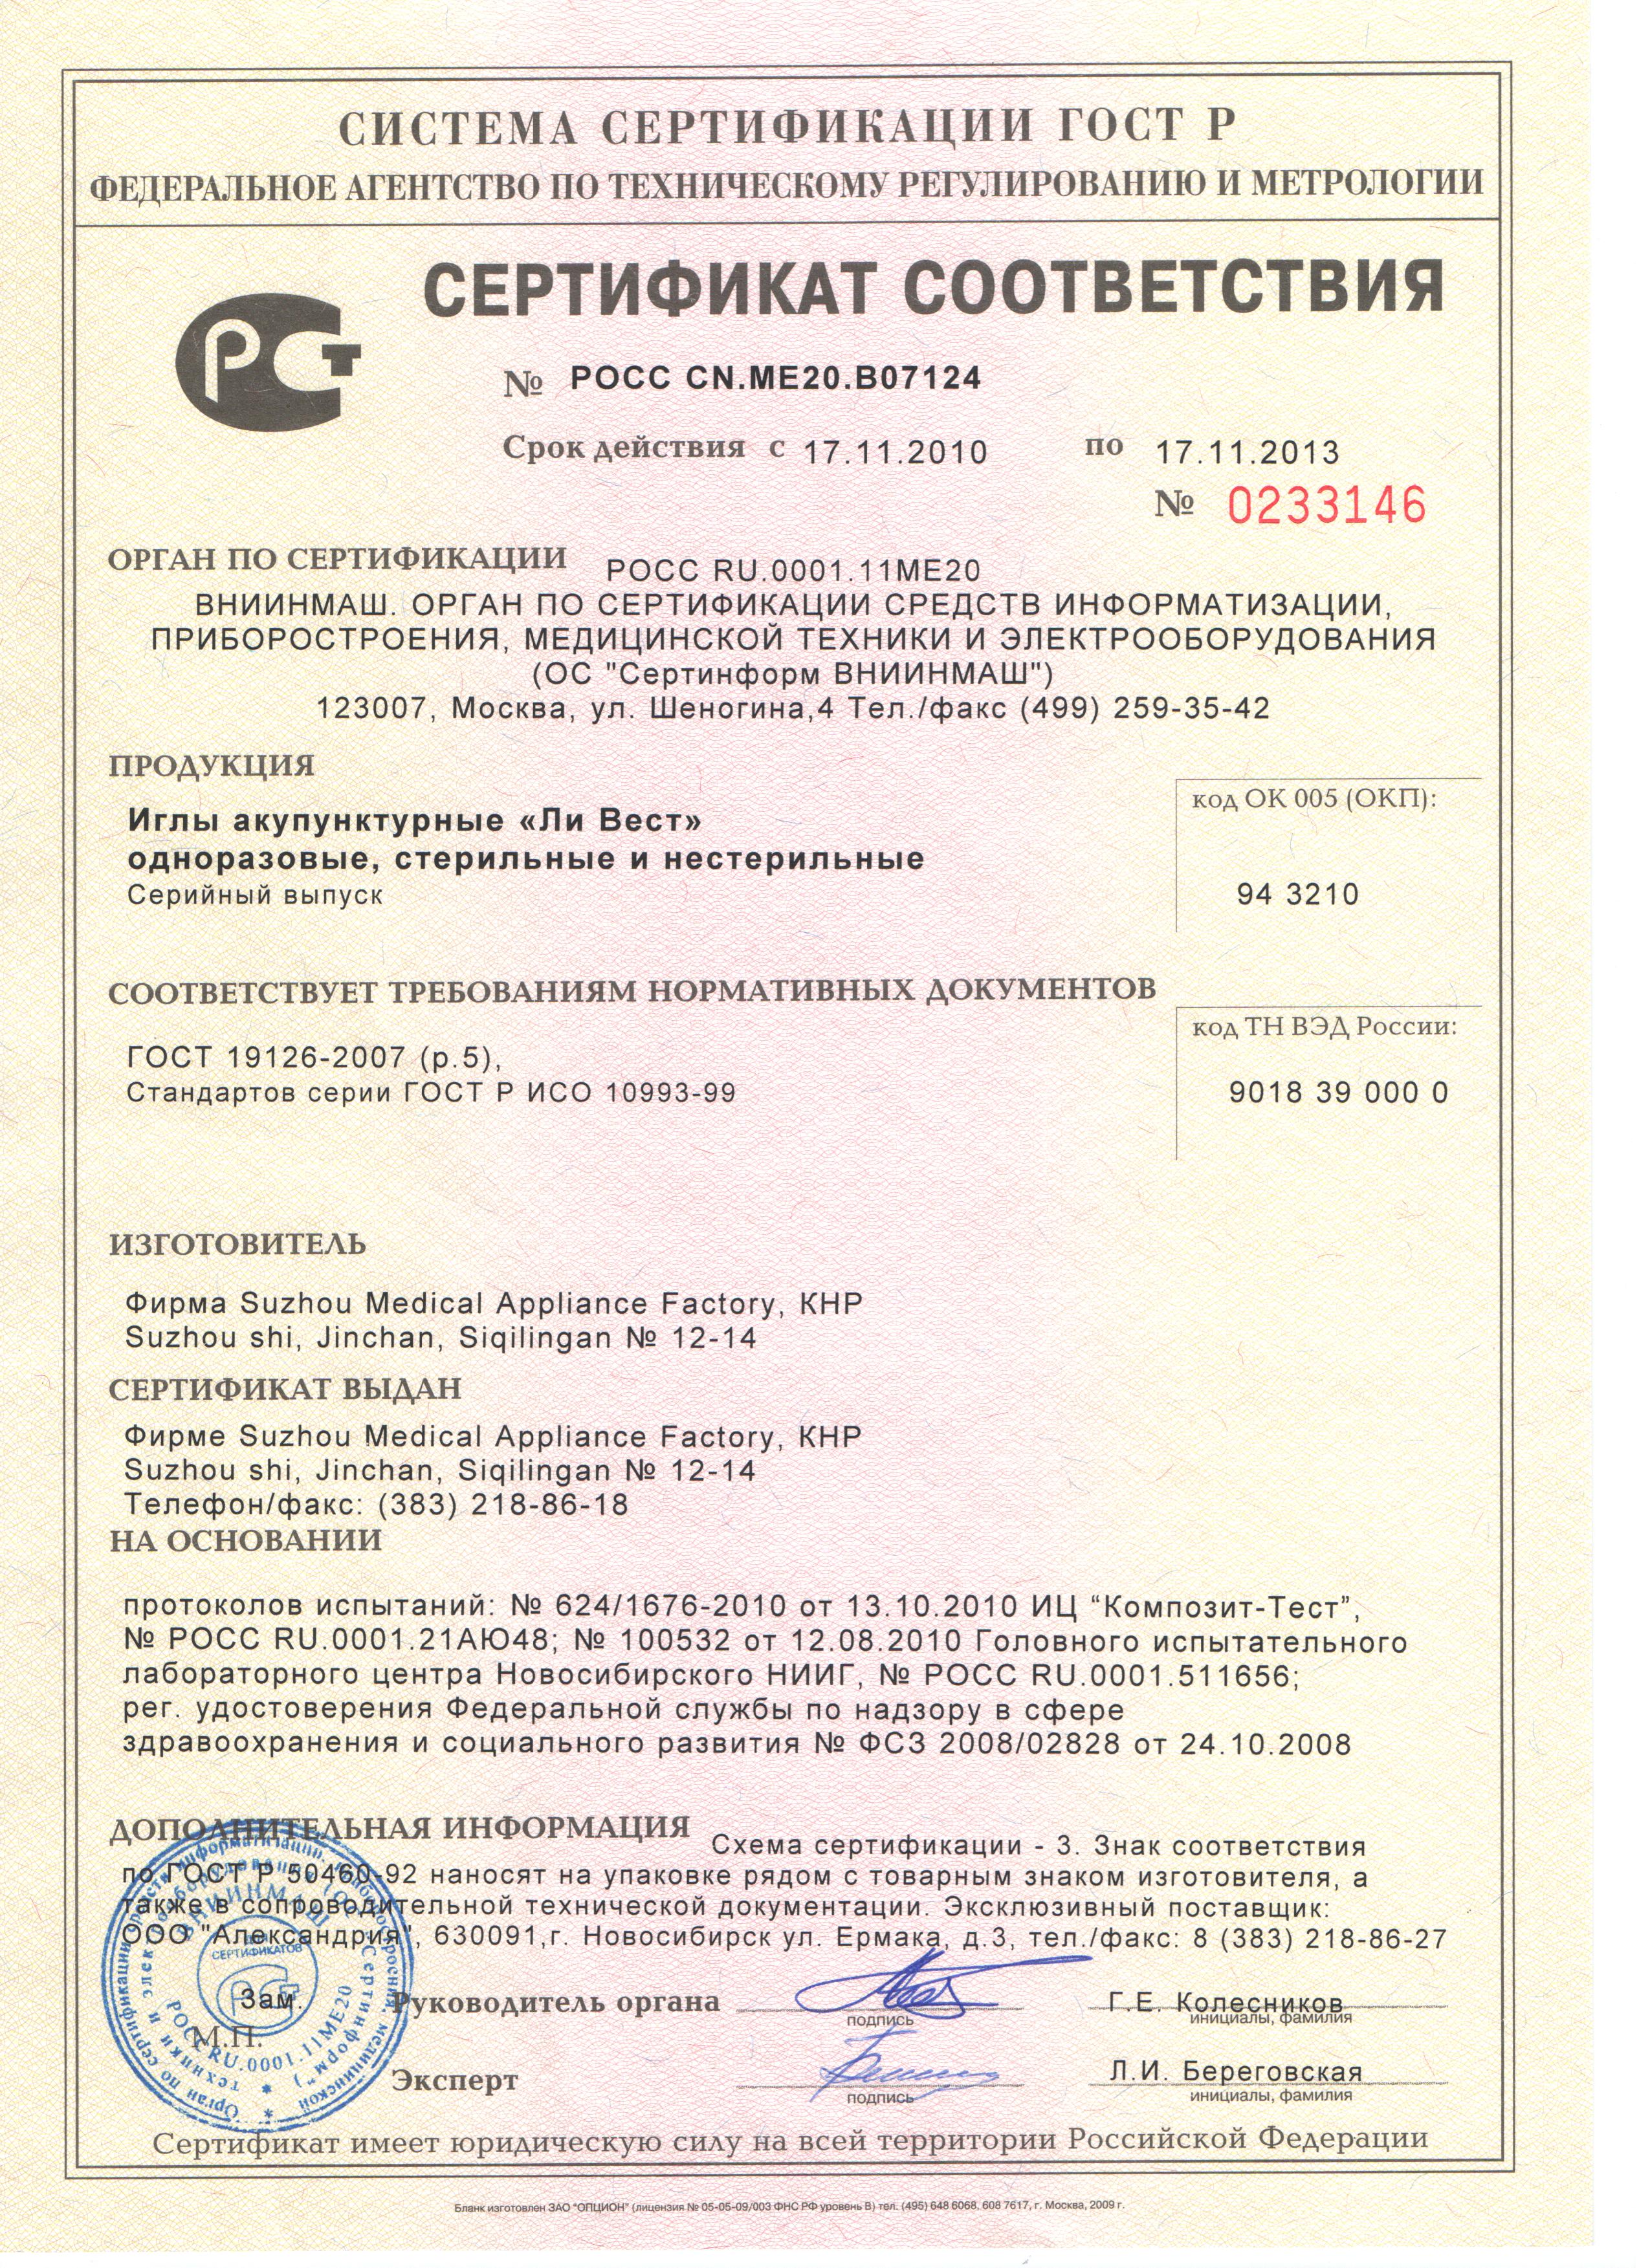 СИСТЕМА СЕРТИФИКАЦИИ ГОСТ Р
ФЕДЕРАЛЬНОЕ АГЕНТСТВО ПО ТЕХНИЧЕСКОМУ РЕГУЛИРОВАНИЮ И МЕТРОЛОГИИ
СЕРТИФИКАТ СООТВЕТСТВИЯ
№ РОСС CN.ME20.B07124
Срок действия с 17.11.2010 по 17.11.2013
№ 0233146
ОРГАН ПО СЕРТИФИКАЦИИ РОСС RU.0001.11МЕ20
ВНИИНМАШ. ОРГАН ПО СЕРТИФИКАЦИИ СРЕДСТВ ИНФОРМАТИЗАЦИИ,
ПРИБОРОСТРОЕНИЯ, МЕДИЦИНСКОЙ ТЕХНИКИ И ЭЛЕКТРООБОРУДОВАНИЯ
(ОС "Сертинформ ВНИИНМАШ")
123007, Москва, ул. Шеногина,4 Тел./факс (499) 259-35-42
ПРОДУКЦИЯ
Иглы акупунктурные «Ли Вест»
одноразовые, стерильные и нестерильные
Серийный выпуск
код ОК 005 (ОКП):
94 3210
СООТВЕТСТВУЕТ ТРЕБОВАНИЯМ НОРМАТИВНЫХ ДОКУМЕНТОВ
ГОСТ 19126-2007 (р.5),
Стандартов серии ГОСТ Р ИСО 10993-99
код ТН ВЭД России:
9018 39 000 0
ИЗГОТОВИТЕЛЬ
Фирма Suzhou Medical Appliance Factory, КНР
Suzhou shi, Jinchan, Siqilingan № 12-14
СЕРТИФИКАТ ВЫДАН
Фирме Suzhou Medical Appliance Factory, КНР
Suzhou shi, Jinchan, Siqilingan № 12-14
Телефон/факс: (383) 218-86-18
НА ОСНОВАНИИ
протоколов испытаний: № 624/1676-2010 от 13.10.2010 ИЦ “Композит-Тест”,
№ РОСС RU.0001.21АЮ48; № 100532 от 12.08.2010 Головного испытательного
лабораторного центра Новосибирского НИИГ, № РОСС RU.0001.511656;
рег. удостоверения Федеральной службы по надзору в сфере
здравоохранения и социального развития № ФСЗ 2008/02828 от 24.10.2008
ДОПОЛНИТЕЛЬНАЯ ИНФОРМАЦИЯ Схема сертификации - 3. Знак соответствия
по ГОСТ Р 50460-92 наносят на упаковке рядом с товарным знаком изготовителя, а
также в сопроводительной технической документации. Эксклюзивный поставщик:
ООО "Александрия", 630091,г. Новосибирск ул. Ермака, д.3, тел./факс: 8 (383) 218-86-27
Зам. Руководитель органа
подпись
Г.Е. Колесников
инициалы, фамилия
М.П.
Эксперт
подпись
Л.И. Береговская
инициалы, фамилия
СЕРТИФИКАТОВ
ВНИИНМАШ
РОСС RU.0001.11МЕ20
Сертификат имеет юридическую силу на всей территории Российской Федерации
Бланк изготовлен ЗАО "ОПЦИОН" (лицензия № 05-05-09/003 ФНС РФ уровень В) тел. (495) 648 6068, 608 7617, г. Москва, 2009 г.